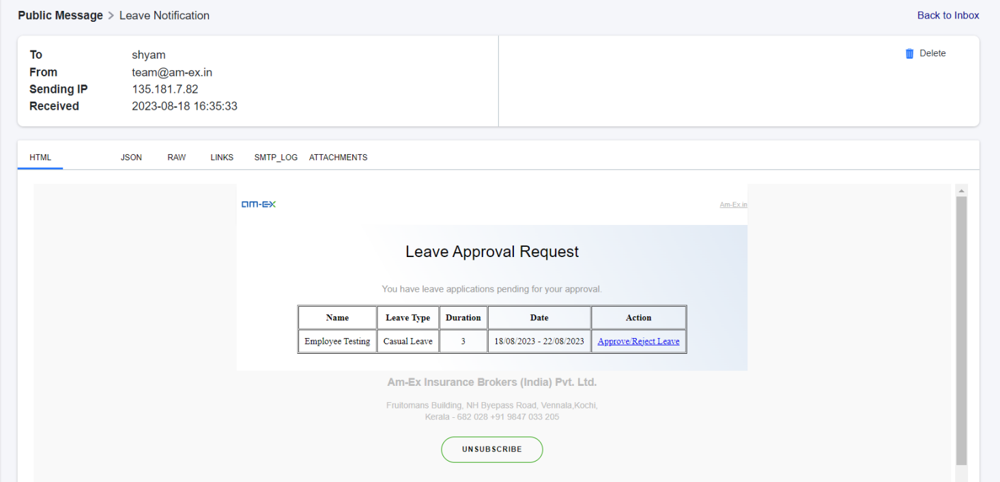 Public Message > Leave Notification
Back to Inbox
To shyam
From team@am-ex.in
Sending IP 135.181.7.82
Received 2023-08-18 16:35:33
Delete
HTML JSON RAW LINKS SMTP_LOG ATTACHMENTS
am-ex
Am-Ex.in
Leave Approval Request
You have leave applications pending for your approval.
Name Leave Type Duration Date Action
Employee Testing Casual Leave 3 18/08/2023 - 22/08/2023 Approve/Reject Leave
Am-Ex Insurance Brokers (India) Pvt. Ltd.
Fruitomans Building, NH Byepass Road, Vennala,Kochi,
Kerala - 682 028 +91 9847 033 205
UNSUBSCRIBE